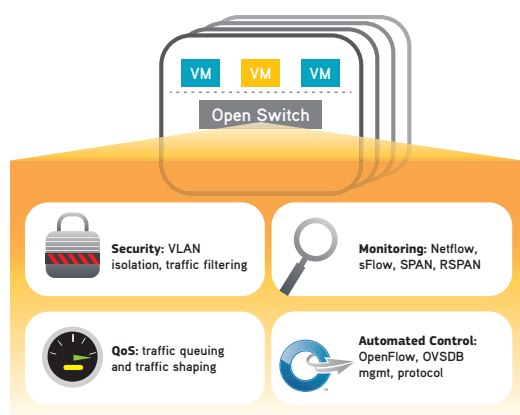 VM VM VM
Open Switch
Security: VLAN
isolation, traffic filtering
Monitoring: Netflow,
sFlow, SPAN, RSPAN
QoS: traffic queuing
and traffic shaping
Automated Control:
OpenFlow, OVSDB
mgmt, protocol